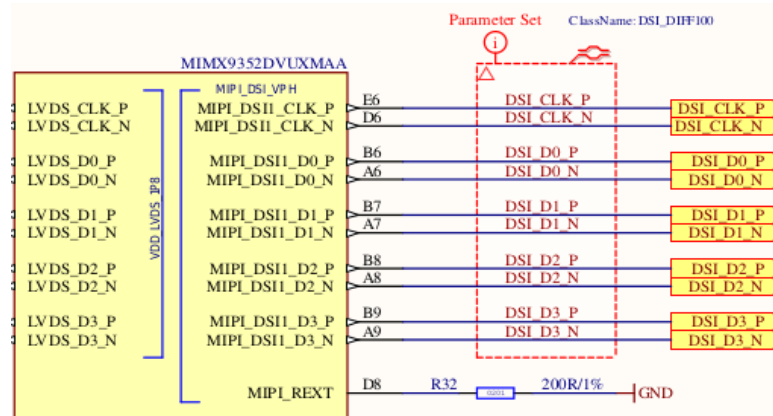 Parameter Set ClassName: DSI_DIFF100
MIMX9352DVUXMAA
i
MIPI_DSI_VPH
LVDS_CLK_P MIPI_DSI1_CLK_P E6 DSI_CLK_P DSI_CLK_P
LVDS_CLK_N MIPI_DSI1_CLK_N D6 DSI_CLK_N DSI_CLK_N
LVDS_D0_P MIPI_DSI1_D0_P B6 DSI_D0_P DSI_D0_P
LVDS_D0_N MIPI_DSI1_D0_N A6 DSI_D0_N DSI_D0_N
VDD_LVDS_1P8
LVDS_D1_P MIPI_DSI1_D1_P B7 DSI_D1_P DSI_D1_P
LVDS_D1_N MIPI_DSI1_D1_N A7 DSI_D1_N DSI_D1_N
LVDS_D2_P MIPI_DSI1_D2_P B8 DSI_D2_P DSI_D2_P
LVDS_D2_N MIPI_DSI1_D2_N A8 DSI_D2_N DSI_D2_N
LVDS_D3_P MIPI_DSI1_D3_P B9 DSI_D3_P DSI_D3_P
LVDS_D3_N MIPI_DSI1_D3_N A9 DSI_D3_N DSI_D3_N
MIPI_REXT D8 R32 0201 200R/1% GND